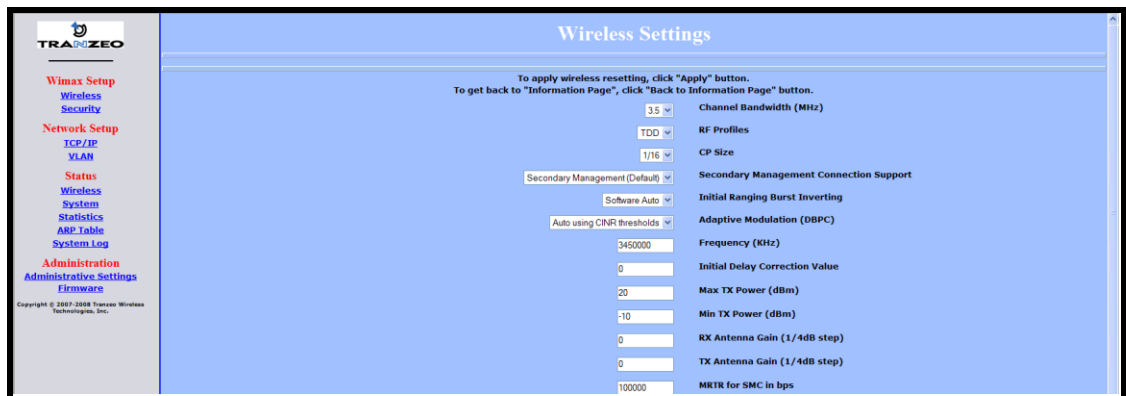 TRANZEO
Wimax Setup
Wireless
Security
Network Setup
TCP/IP
VLAN
Status
Wireless
System
Statistics
ARP Table
System Log
Administration
Administrative Settings
Firmware
Copyright © 2007-2008 Tranzeo Wireless
Technologies, Inc.
Wireless Settings
To apply wireless resetting, click "Apply" button.
To get back to "Information Page", click "Back to Information Page" button.
3.5 Channel Bandwidth (MHz)
TDD RF Profiles
1/16 CP Size
Secondary Management (Default) Secondary Management Connection Support
Software Auto Initial Ranging Burst Inverting
Auto using CINR thresholds Adaptive Modulation (DBPC)
3450000 Frequency (KHz)
0 Initial Delay Correction Value
20 Max TX Power (dBm)
-10 Min TX Power (dBm)
0 RX Antenna Gain (1/4dB step)
0 TX Antenna Gain (1/4dB step)
100000 MRTR for SMC in bps